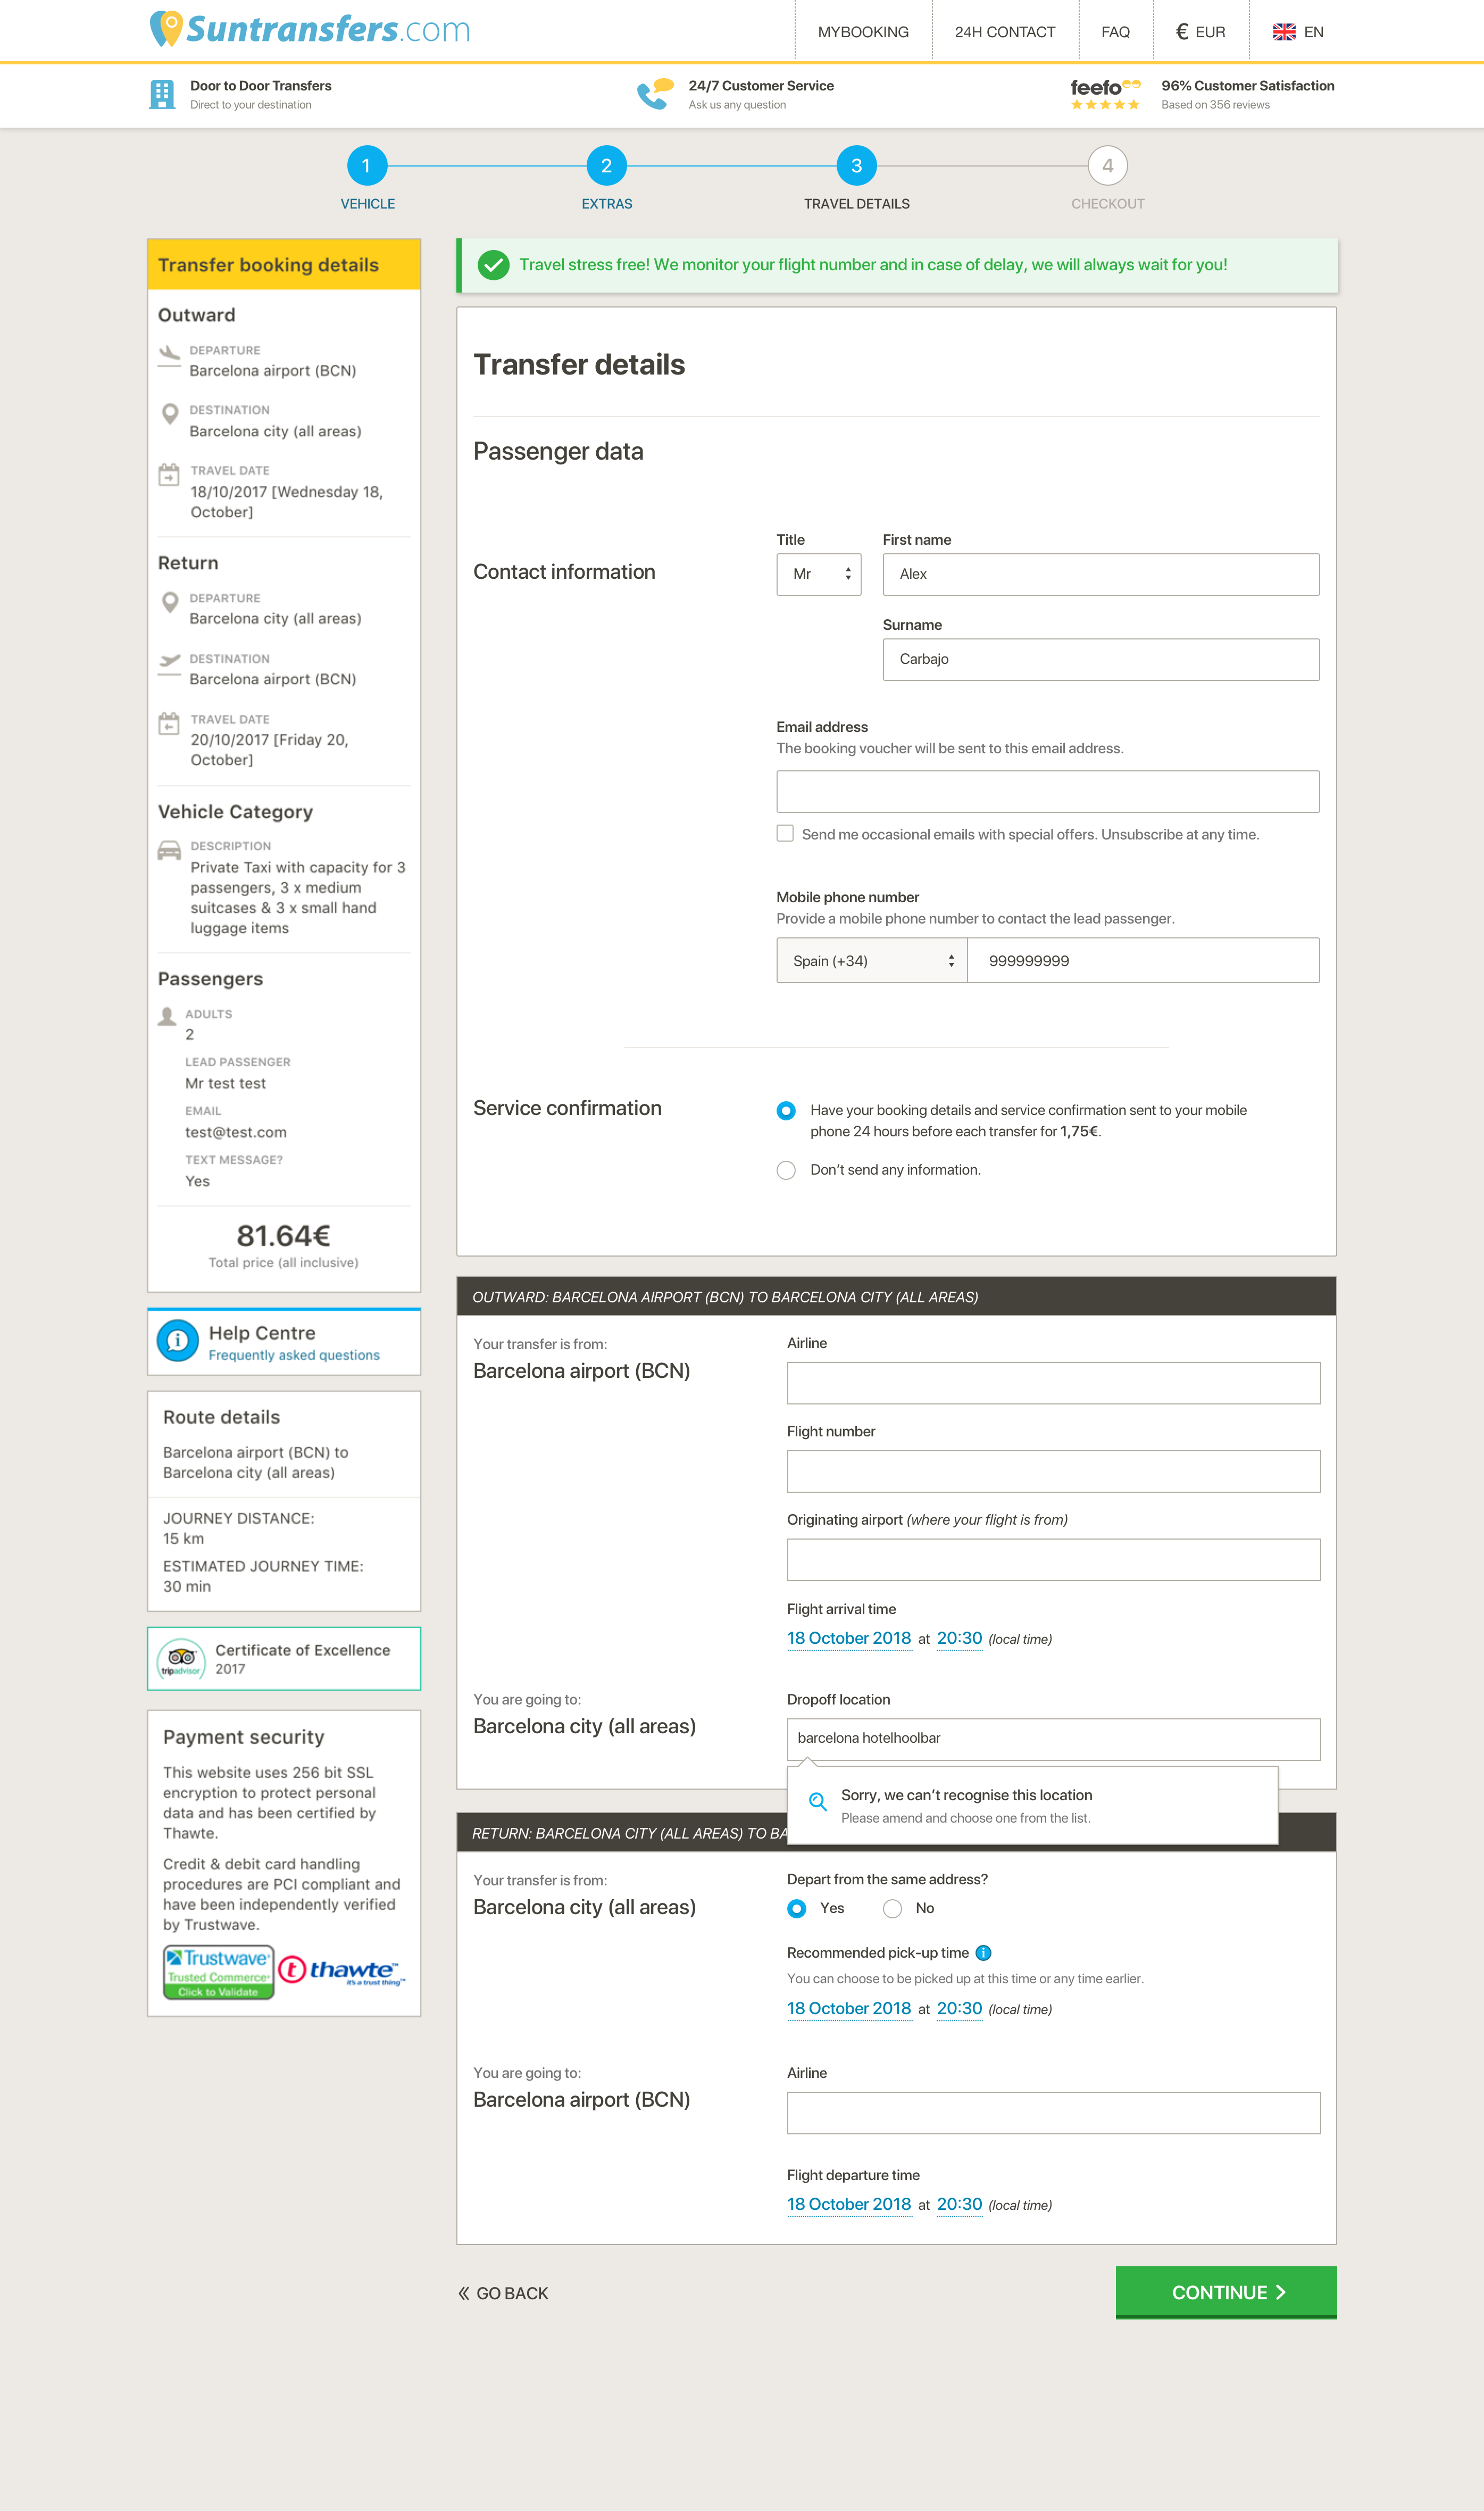 Suntransfers.com
MYBOOKING
24H CONTACT
FAQ
€ EUR
EN
Door to Door Transfers
Direct to your destination
24/7 Customer Service
Ask us any question
feefo
96% Customer Satisfaction
Based on 356 reviews
1
2
3
4
VEHICLE
EXTRAS
TRAVEL DETAILS
CHECKOUT
Transfer booking details
Outward
DEPARTURE
Barcelona airport (BCN)
DESTINATION
Barcelona city (all areas)
TRAVEL DATE
18/10/2017 [Wednesday 18,
October]
Return
DEPARTURE
Barcelona city (all areas)
DESTINATION
Barcelona airport (BCN)
TRAVEL DATE
20/10/2017 [Friday 20,
October]
Vehicle Category
DESCRIPTION
Private Taxi with capacity for 3
passengers, 3 x medium
suitcases & 3 x small hand
luggage items
Passengers
ADULTS
2
LEAD PASSENGER
Mr test test
EMAIL
test@test.com
TEXT MESSAGE?
Yes
81.64€
Total price (all inclusive)
Help Centre
Frequently asked questions
Route details
Barcelona airport (BCN) to
Barcelona city (all areas)
JOURNEY DISTANCE:
15 km
ESTIMATED JOURNEY TIME:
30 min
tripadvisor
Certificate of Excellence
2017
Payment security
This website uses 256 bit SSL
encryption to protect personal
data and has been certified by
Thawte.
Credit & debit card handling
procedures are PCI compliant and
have been independently verified
by Trustwave.
Trustwave®
Trusted Commerce®
Click to Validate
thawte™
it's a trust thing™
Travel stress free! We monitor your flight number and in case of delay, we will always wait for you!
Transfer details
Passenger data
Contact information
Title
First name
Mr
Alex
Surname
Carbajo
Email address
The booking voucher will be sent to this email address.
Send me occasional emails with special offers. Unsubscribe at any time.
Mobile phone number
Provide a mobile phone number to contact the lead passenger.
Spain (+34)
999999999
Service confirmation
Have your booking details and service confirmation sent to your mobile
phone 24 hours before each transfer for 1,75€.
Don't send any information.
OUTWARD: BARCELONA AIRPORT (BCN) TO BARCELONA CITY (ALL AREAS)
Your transfer is from:
Barcelona airport (BCN)
Airline
Flight number
Originating airport (where your flight is from)
Flight arrival time
18 October 2018 at 20:30 (local time)
You are going to:
Barcelona city (all areas)
Dropoff location
barcelona hotelhoolbar
Sorry, we can't recognise this location
Please amend and choose one from the list.
RETURN: BARCELONA CITY (ALL AREAS) TO BA
Your transfer is from:
Barcelona city (all areas)
Depart from the same address?
Yes
No
Recommended pick-up time
You can choose to be picked up at this time or any time earlier.
18 October 2018 at 20:30 (local time)
You are going to:
Barcelona airport (BCN)
Airline
Flight departure time
18 October 2018 at 20:30 (local time)
« GO BACK
CONTINUE >